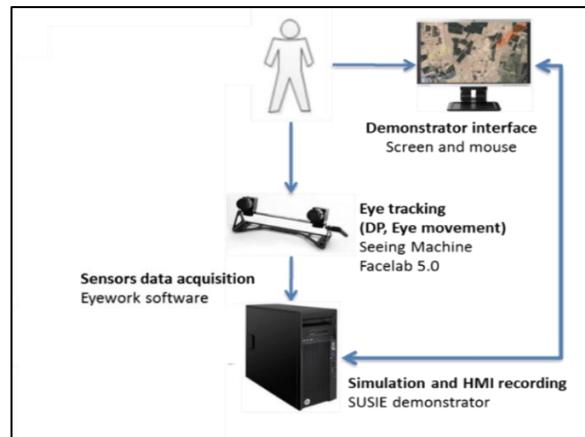 Demonstrator interface
Screen and mouse
Eye tracking
(DP, Eye movement)
Seeing Machine
Facelab 5.0
Sensors data acquisition
Eyework software
Simulation and HMI recording
SUSIE demonstrator